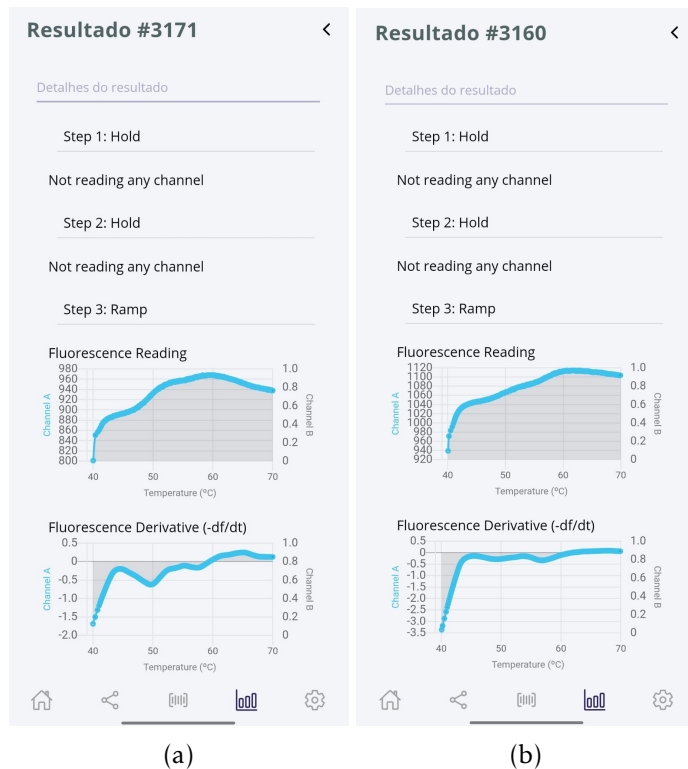 Resultado #3171
Detalhes do resultado
Step 1: Hold
Not reading any channel
Step 2: Hold
Not reading any channel
Step 3: Ramp
Fluorescence Reading
980
960
940
920
900
880
860
840
820
800
Channel A
1.0
0.8
0.6
0.4
0.2
0
Channel B
40 50 60 70
Temperature (ºC)
Fluorescence Derivative (-df/dt)
0.5
0
-0.5
-1.0
-1.5
-2.0
Channel A
1.0
0.8
0.6
0.4
0.2
0
Channel B
40 50 60 70
Temperature (ºC)
(a)
Resultado #3160
Detalhes do resultado
Step 1: Hold
Not reading any channel
Step 2: Hold
Not reading any channel
Step 3: Ramp
Fluorescence Reading
1120
1100
1080
1060
1040
1020
1000
980
960
940
920
Channel A
1.0
0.8
0.6
0.4
0.2
0
Channel B
40 50 60 70
Temperature (ºC)
Fluorescence Derivative (-df/dt)
0.5
0
-0.5
-1.0
-1.5
-2.0
-2.5
-3.0
-3.5
Channel A
1.0
0.8
0.6
0.4
0.2
0
Channel B
40 50 60 70
Temperature (ºC)
(b)